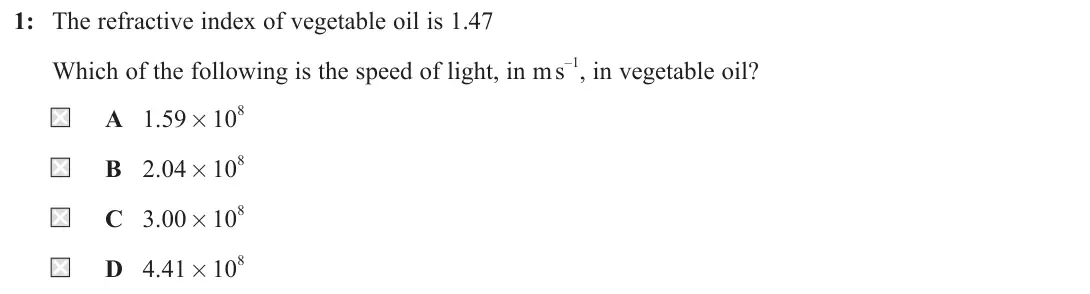 1: The refractive index of vegetable oil is 1.47
Which of the following is the speed of light, in m s⁻¹, in vegetable oil?
A 1.59 × 10⁸
B 2.04 × 10⁸
C 3.00 × 10⁸
D 4.41 × 10⁸